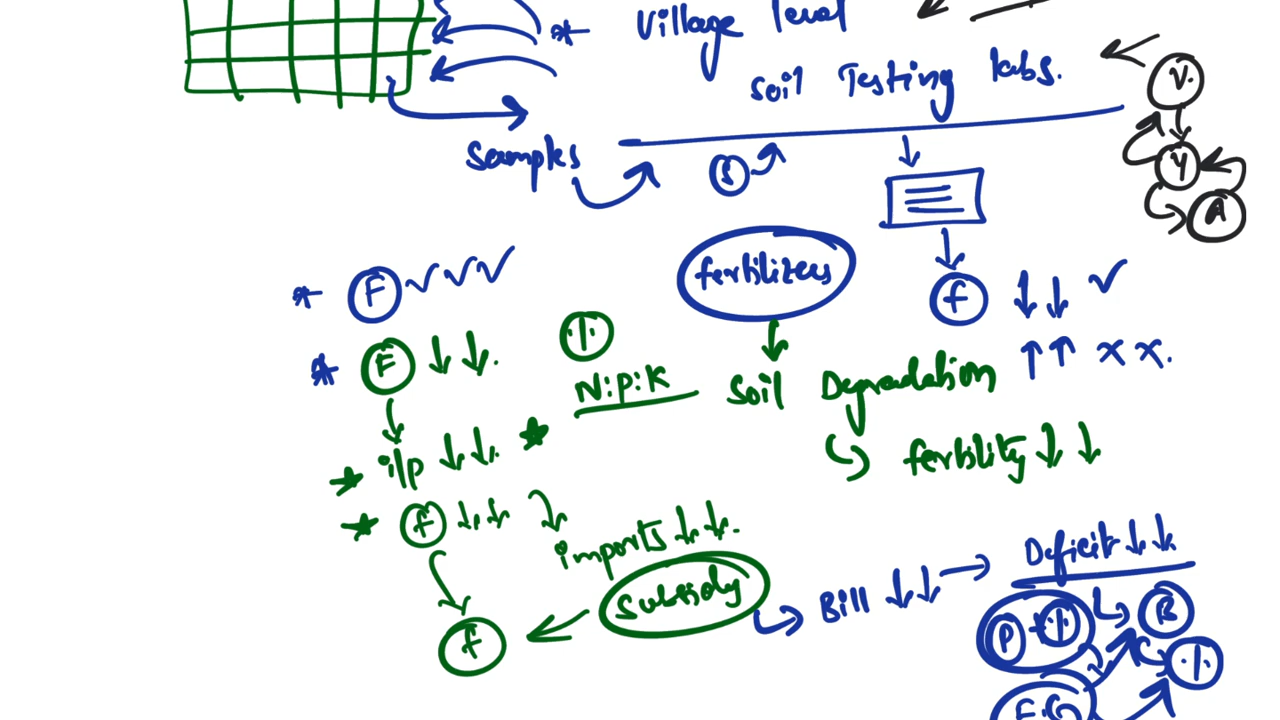 * Village level
Soil Testing labs.
V.
Samples
S
Y
A
fertilizers
* F ✓✓✓
f ↓↓ ✓
* F ↓↓.
↑↑ x x.
N:P:K
Soil Degradation
i/p ↓↓.
fertility ↓↓
f ↓↓↓
imports ↓↓.
Deficit ↓↓
Subsidy
Bill ↓↓ →
P
B
f